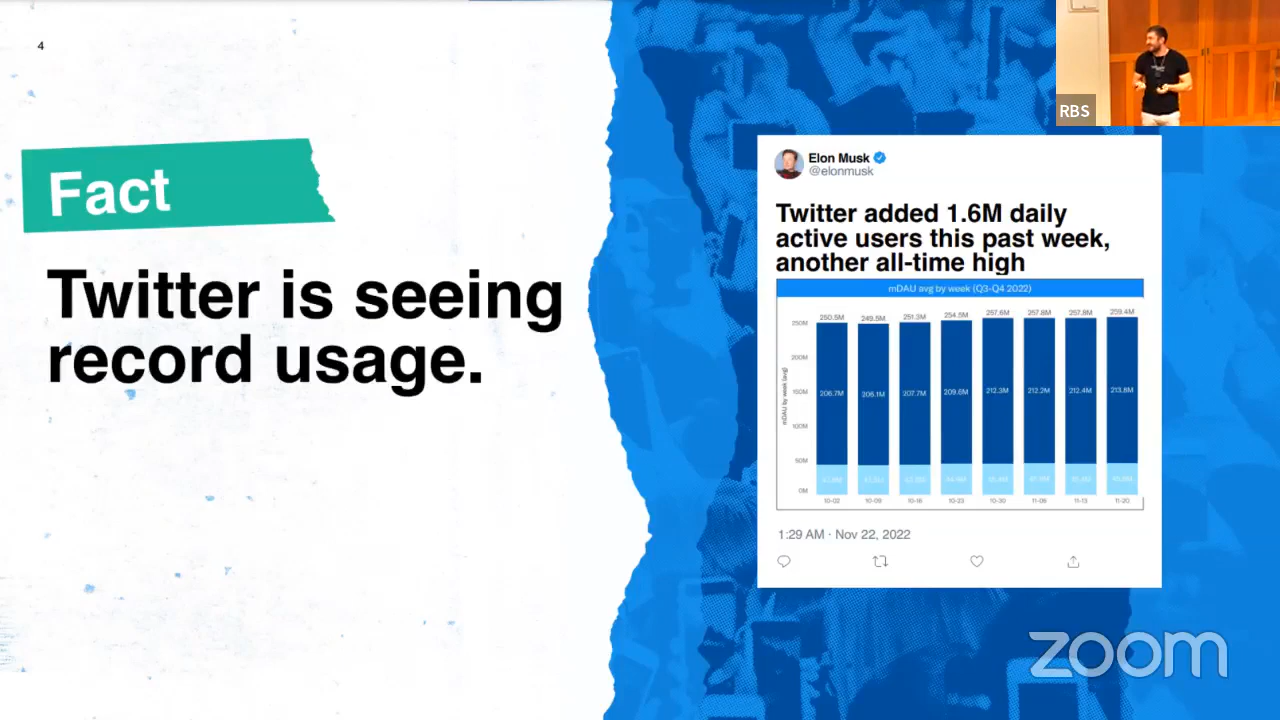 4
RBS
Fact
Twitter is seeing
record usage.
Elon Musk
@elonmusk
Twitter added 1.6M daily
active users this past week,
another all-time high
mDAU avg by week (Q3-Q4 2022)
mDAU by week (avg)
250M
200M
150M
100M
50M
0M
250.5M 249.5M 251.3M 254.5M 257.6M 257.8M 257.8M 259.4M
206.7M 206.1M 207.7M 209.6M 212.3M 212.2M 212.4M 213.8M
10-02 10-09 10-16 10-23 10-30 11-06 11-13 11-20
1:29 AM · Nov 22, 2022
zoom